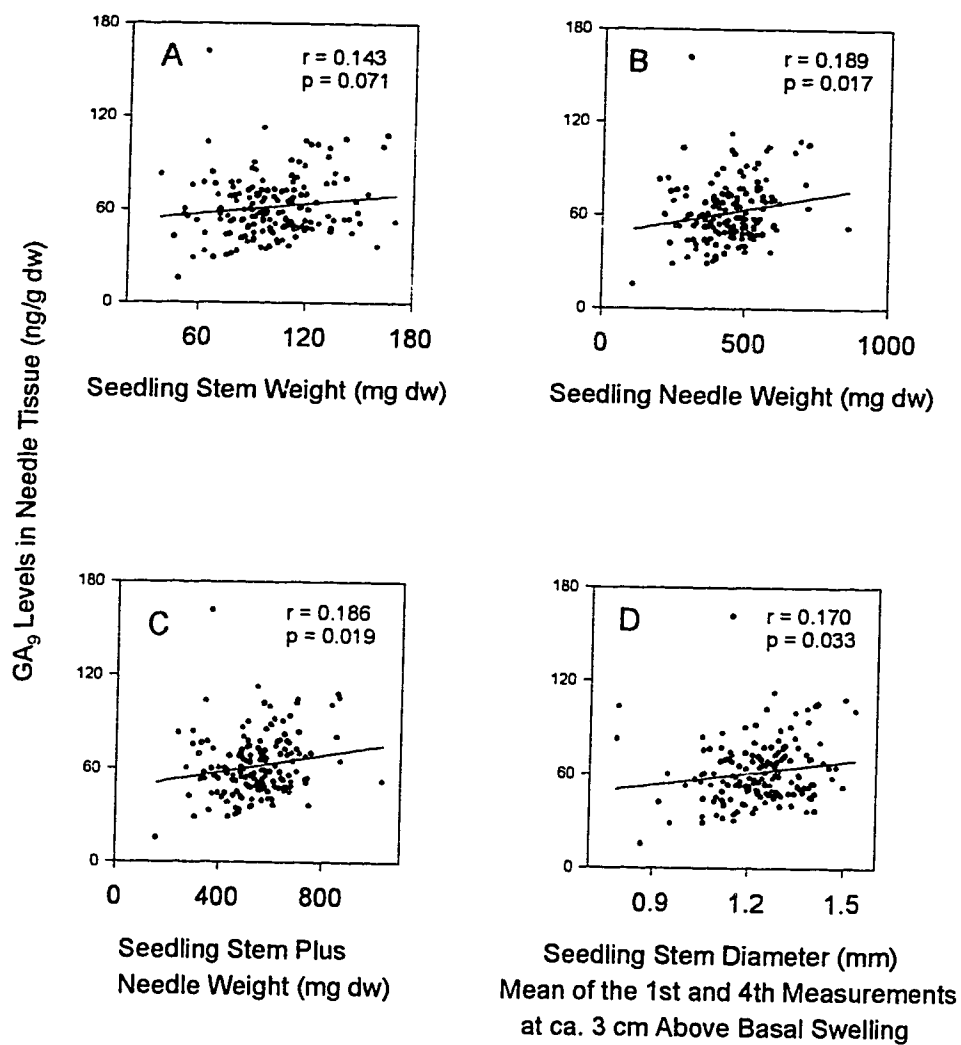 GA9 Levels in Needle Tissue (ng/g dw)
A
r = 0.143
p = 0.071
180
120
60
0
60 120 180
Seedling Stem Weight (mg dw)
B
r = 0.189
p = 0.017
180
120
60
0
0 500 1000
Seedling Needle Weight (mg dw)
C
r = 0.186
p = 0.019
180
120
60
0
0 400 800
Seedling Stem Plus
Needle Weight (mg dw)
D
r = 0.170
p = 0.033
180
120
60
0
0.9 1.2 1.5
Seedling Stem Diameter (mm)
Mean of the 1st and 4th Measurements
at ca. 3 cm Above Basal Swelling